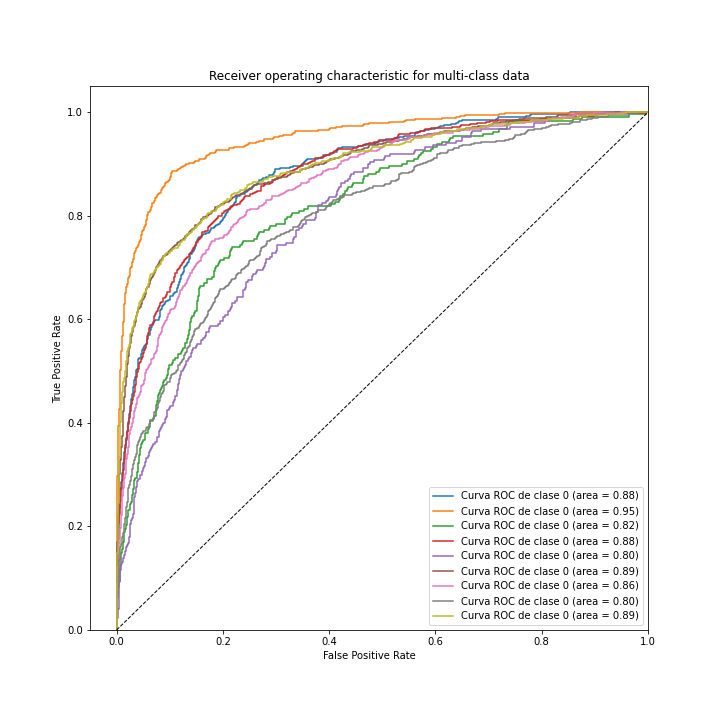 Receiver operating characteristic for multi-class data
1.0
0.8
0.6
0.4
0.2
0.0
True Positive Rate
Curva ROC de clase 0 (area = 0.88)
Curva ROC de clase 0 (area = 0.95)
Curva ROC de clase 0 (area = 0.82)
Curva ROC de clase 0 (area = 0.88)
Curva ROC de clase 0 (area = 0.80)
Curva ROC de clase 0 (area = 0.89)
Curva ROC de clase 0 (area = 0.86)
Curva ROC de clase 0 (area = 0.80)
Curva ROC de clase 0 (area = 0.89)
0.0 0.2 0.4 0.6 0.8 1.0
False Positive Rate